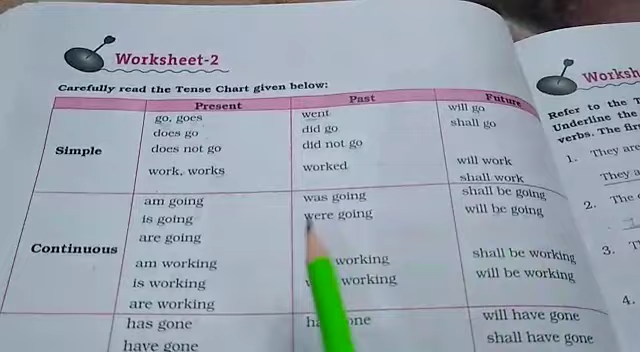 Worksheet-2
Carefully read the Tense Chart given below:
Present Past Future
Simple
go, goes
does go
does not go
work, works
went
did go
did not go
worked
will go
shall go
will work
shall work
Continuous
am going
is going
are going
am working
is working
are working
was going
were going
working
working
shall be going
will be going
shall be working
will be working
has gone
have gone
will have gone
shall have gone
Worksh
Refer to the
Underline the
verbs. The fir
1. They are
They a
2. The
3.
4.